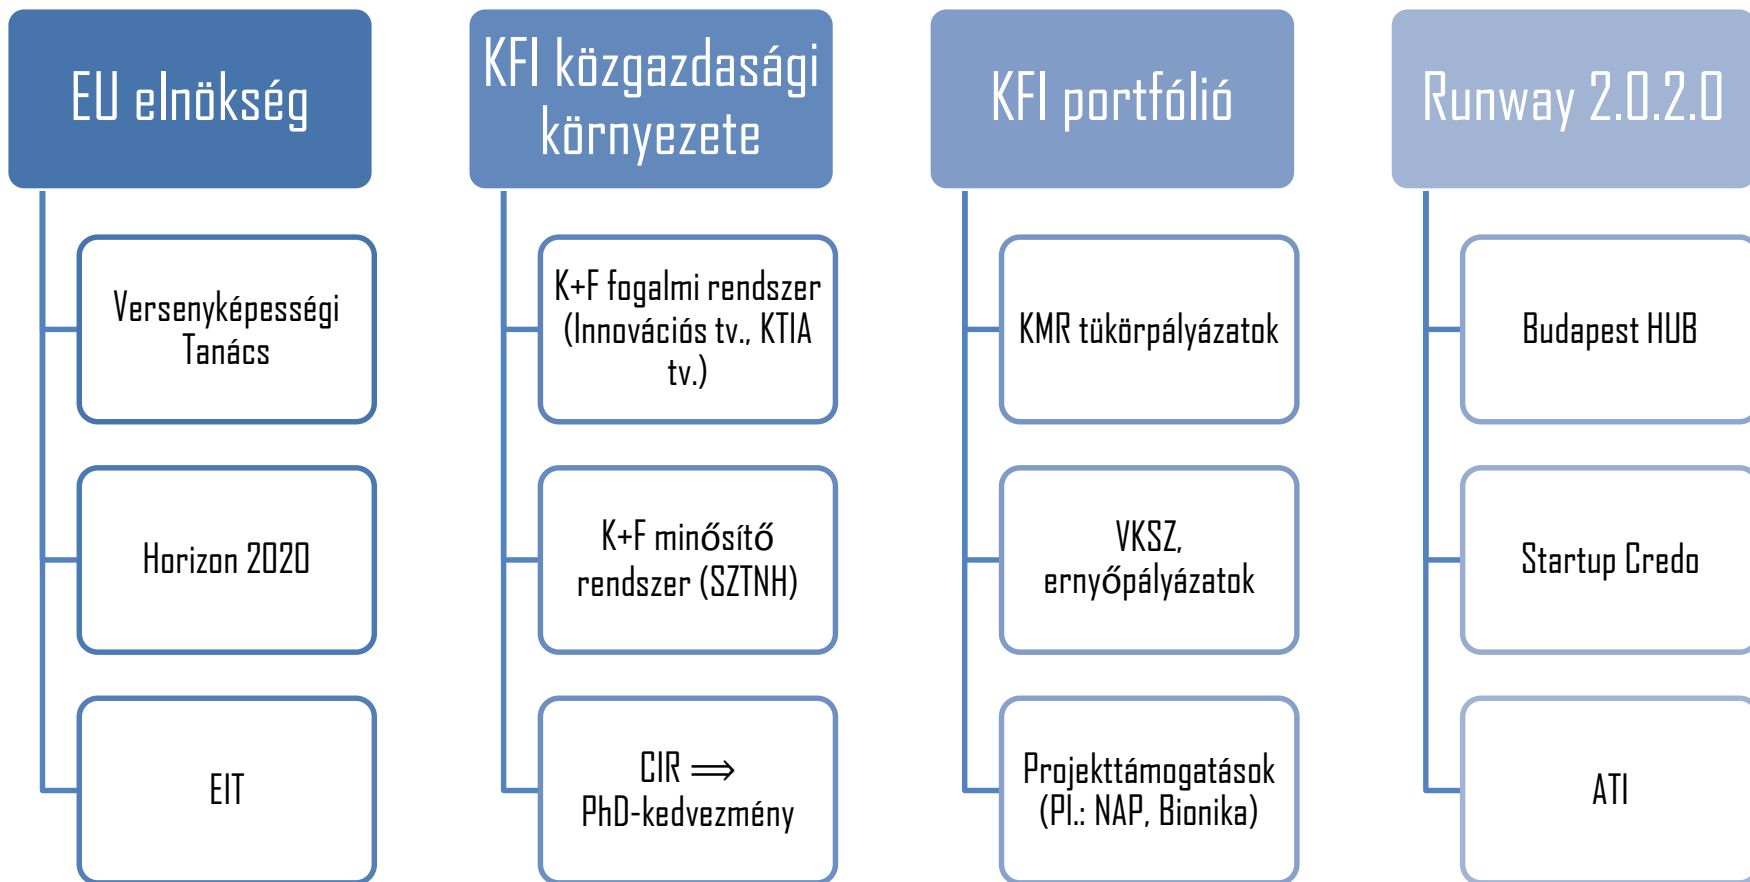 EU elnökség
Versenyképességi
Tanács
Horizon 2020
EIT
KFI közgazdasági
környezete
K+F fogalmi rendszer
(Innovációs tv., KTIA
tv.)
K+F minősítő
rendszer (SZTNH)
CIR ⟹
PhD-kedvezmény
KFI portfólió
KMR tükörpályázatok
VKSZ,
ernyőpályázatok
Projekttámogatások
(Pl.: NAP, Bionika)
Runway 2.0.2.0
Budapest HUB
Startup Credo
ATI